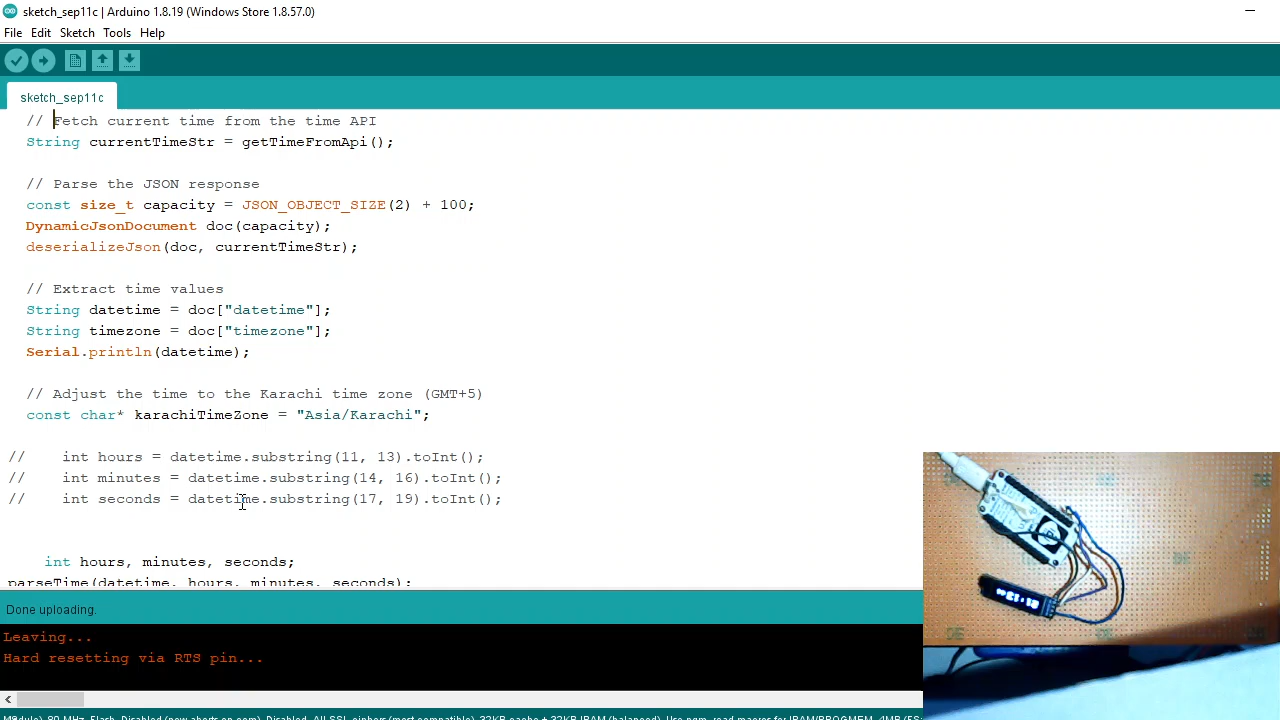 sketch_sep11c | Arduino 1.8.19 (Windows Store 1.8.57.0)
File Edit Sketch Tools Help
sketch_sep11c
// Fetch current time from the time API
String currentTimeStr = getTimeFromApi();
// Parse the JSON response
const size_t capacity = JSON_OBJECT_SIZE(2) + 100;
DynamicJsonDocument doc(capacity);
deserializeJson(doc, currentTimeStr);
// Extract time values
String datetime = doc["datetime"];
String timezone = doc["timezone"];
Serial.println(datetime);
// Adjust the time to the Karachi time zone (GMT+5)
const char* karachiTimeZone = "Asia/Karachi";
// int hours = datetime.substring(11, 13).toInt();
// int minutes = datetime.substring(14, 16).toInt();
// int seconds = datetime.substring(17, 19).toInt();
int hours, minutes, seconds;
parseTime(datetime, hours, minutes, seconds);
Done uploading.
Leaving...
Hard resetting via RTS pin...